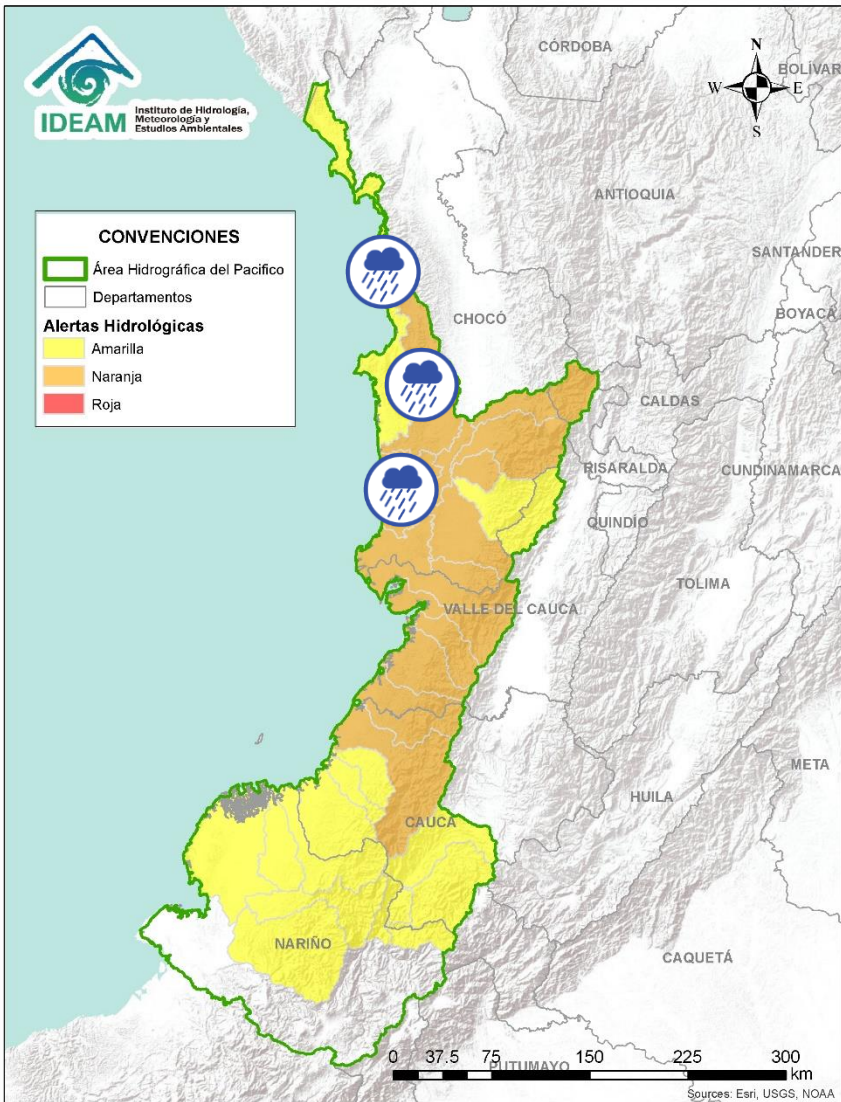 IDEAM
Instituto de Hidrología,
Meteorología y
Estudios Ambientales
CÓRDOBA
N
BOLÍVAR
W
E
S
ANTIOQUIA
CONVENCIONES
Área Hidrográfica del Pacifico
Departamentos
Alertas Hidrológicas
Amarilla
Naranja
Roja
SANTANDER
BOYACÁ
CHOCÓ
CALDAS
RISARALDA
CUNDINAMARCA
QUINDÍO
TOLIMA
VALLE DEL CAUCA
META
HUILA
CAUCA
NARIÑO
CAQUETÁ
PUTUMAYO
0 37.5 75 150 225 300
km
Sources: Esri, USGS, NOAA